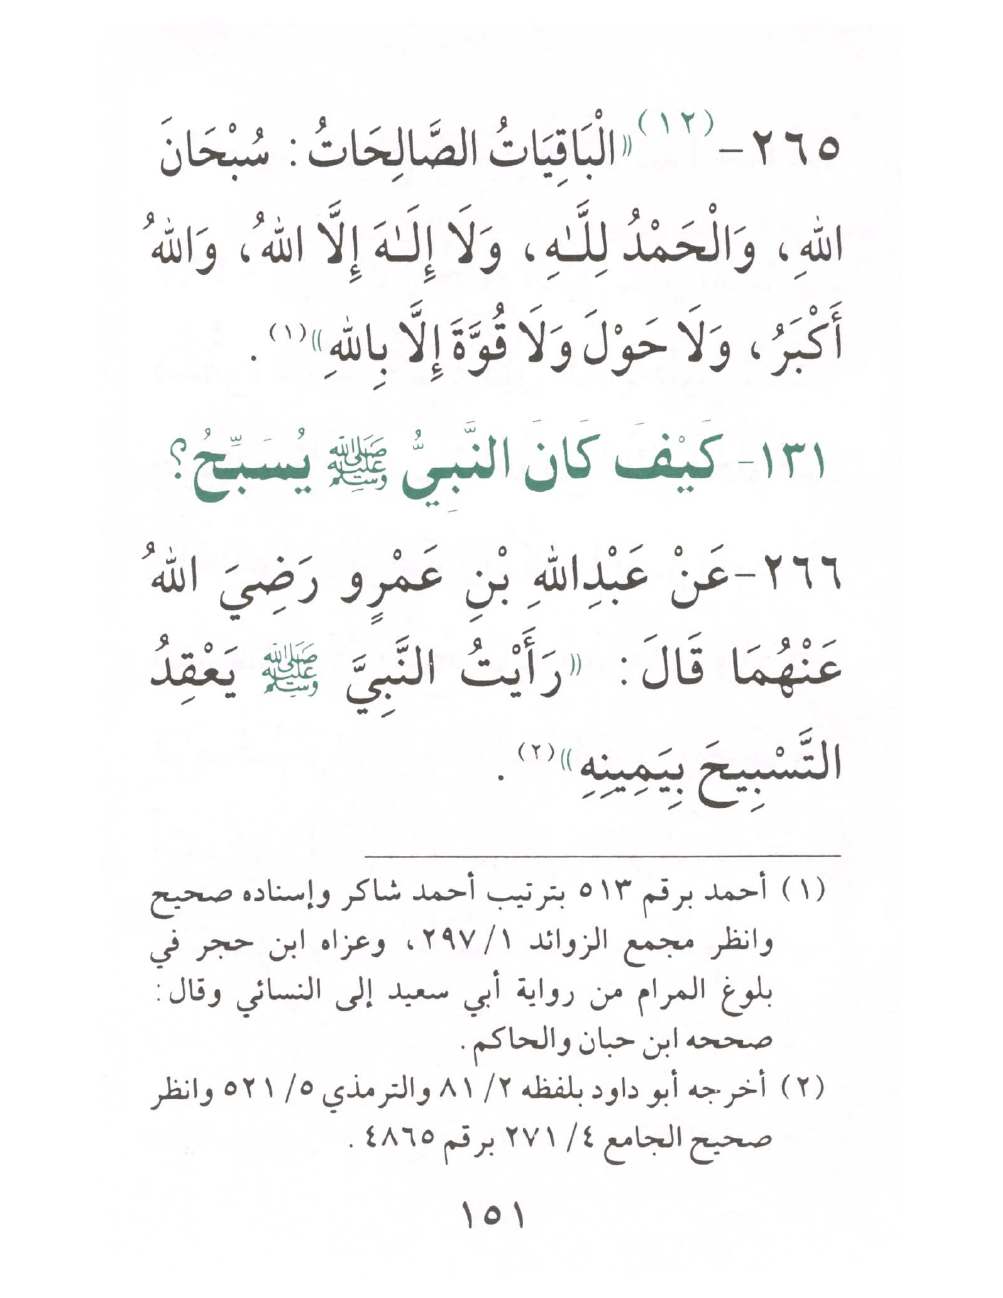 ٢٦٥-(١٢)«الْبَاقِيَاتُ الصَّالِحَاتُ: سُبْحَانَ
اللهِ، وَالْحَمْدُ لِلَّـٰهِ، وَلَا إِلَـٰهَ إِلَّا اللهُ، وَاللهُ
أَكْبَرُ، وَلَا حَوْلَ وَلَا قُوَّةَ إِلَّا بِاللهِ»(١).
١٣١- كَيْفَ كَانَ النَّبِيُّ ﷺ يُسَبِّحُ؟
٢٦٦-عَنْ عَبْدِاللهِ بْنِ عَمْرٍو رَضِيَ اللهُ
عَنْهُمَا قَالَ: «رَأَيْتُ النَّبِيَّ ﷺ يَعْقِدُ
التَّسْبِيحَ بِيَمِينِهِ»(٢).
(١) أحمد برقم ٥١٣ بترتيب أحمد شاكر وإسناده صحيح
وانظر مجمع الزوائد ١/ ٢٩٧، وعزاه ابن حجر في
بلوغ المرام من رواية أبي سعيد إلى النسائي وقال:
صححه ابن حبان والحاكم.
(٢) أخرجه أبو داود بلفظه ٢/ ٨١ والترمذي ٥/ ٥٢١ وانظر
صحيح الجامع ٤/ ٢٧١ برقم ٤٨٦٥.
١٥١